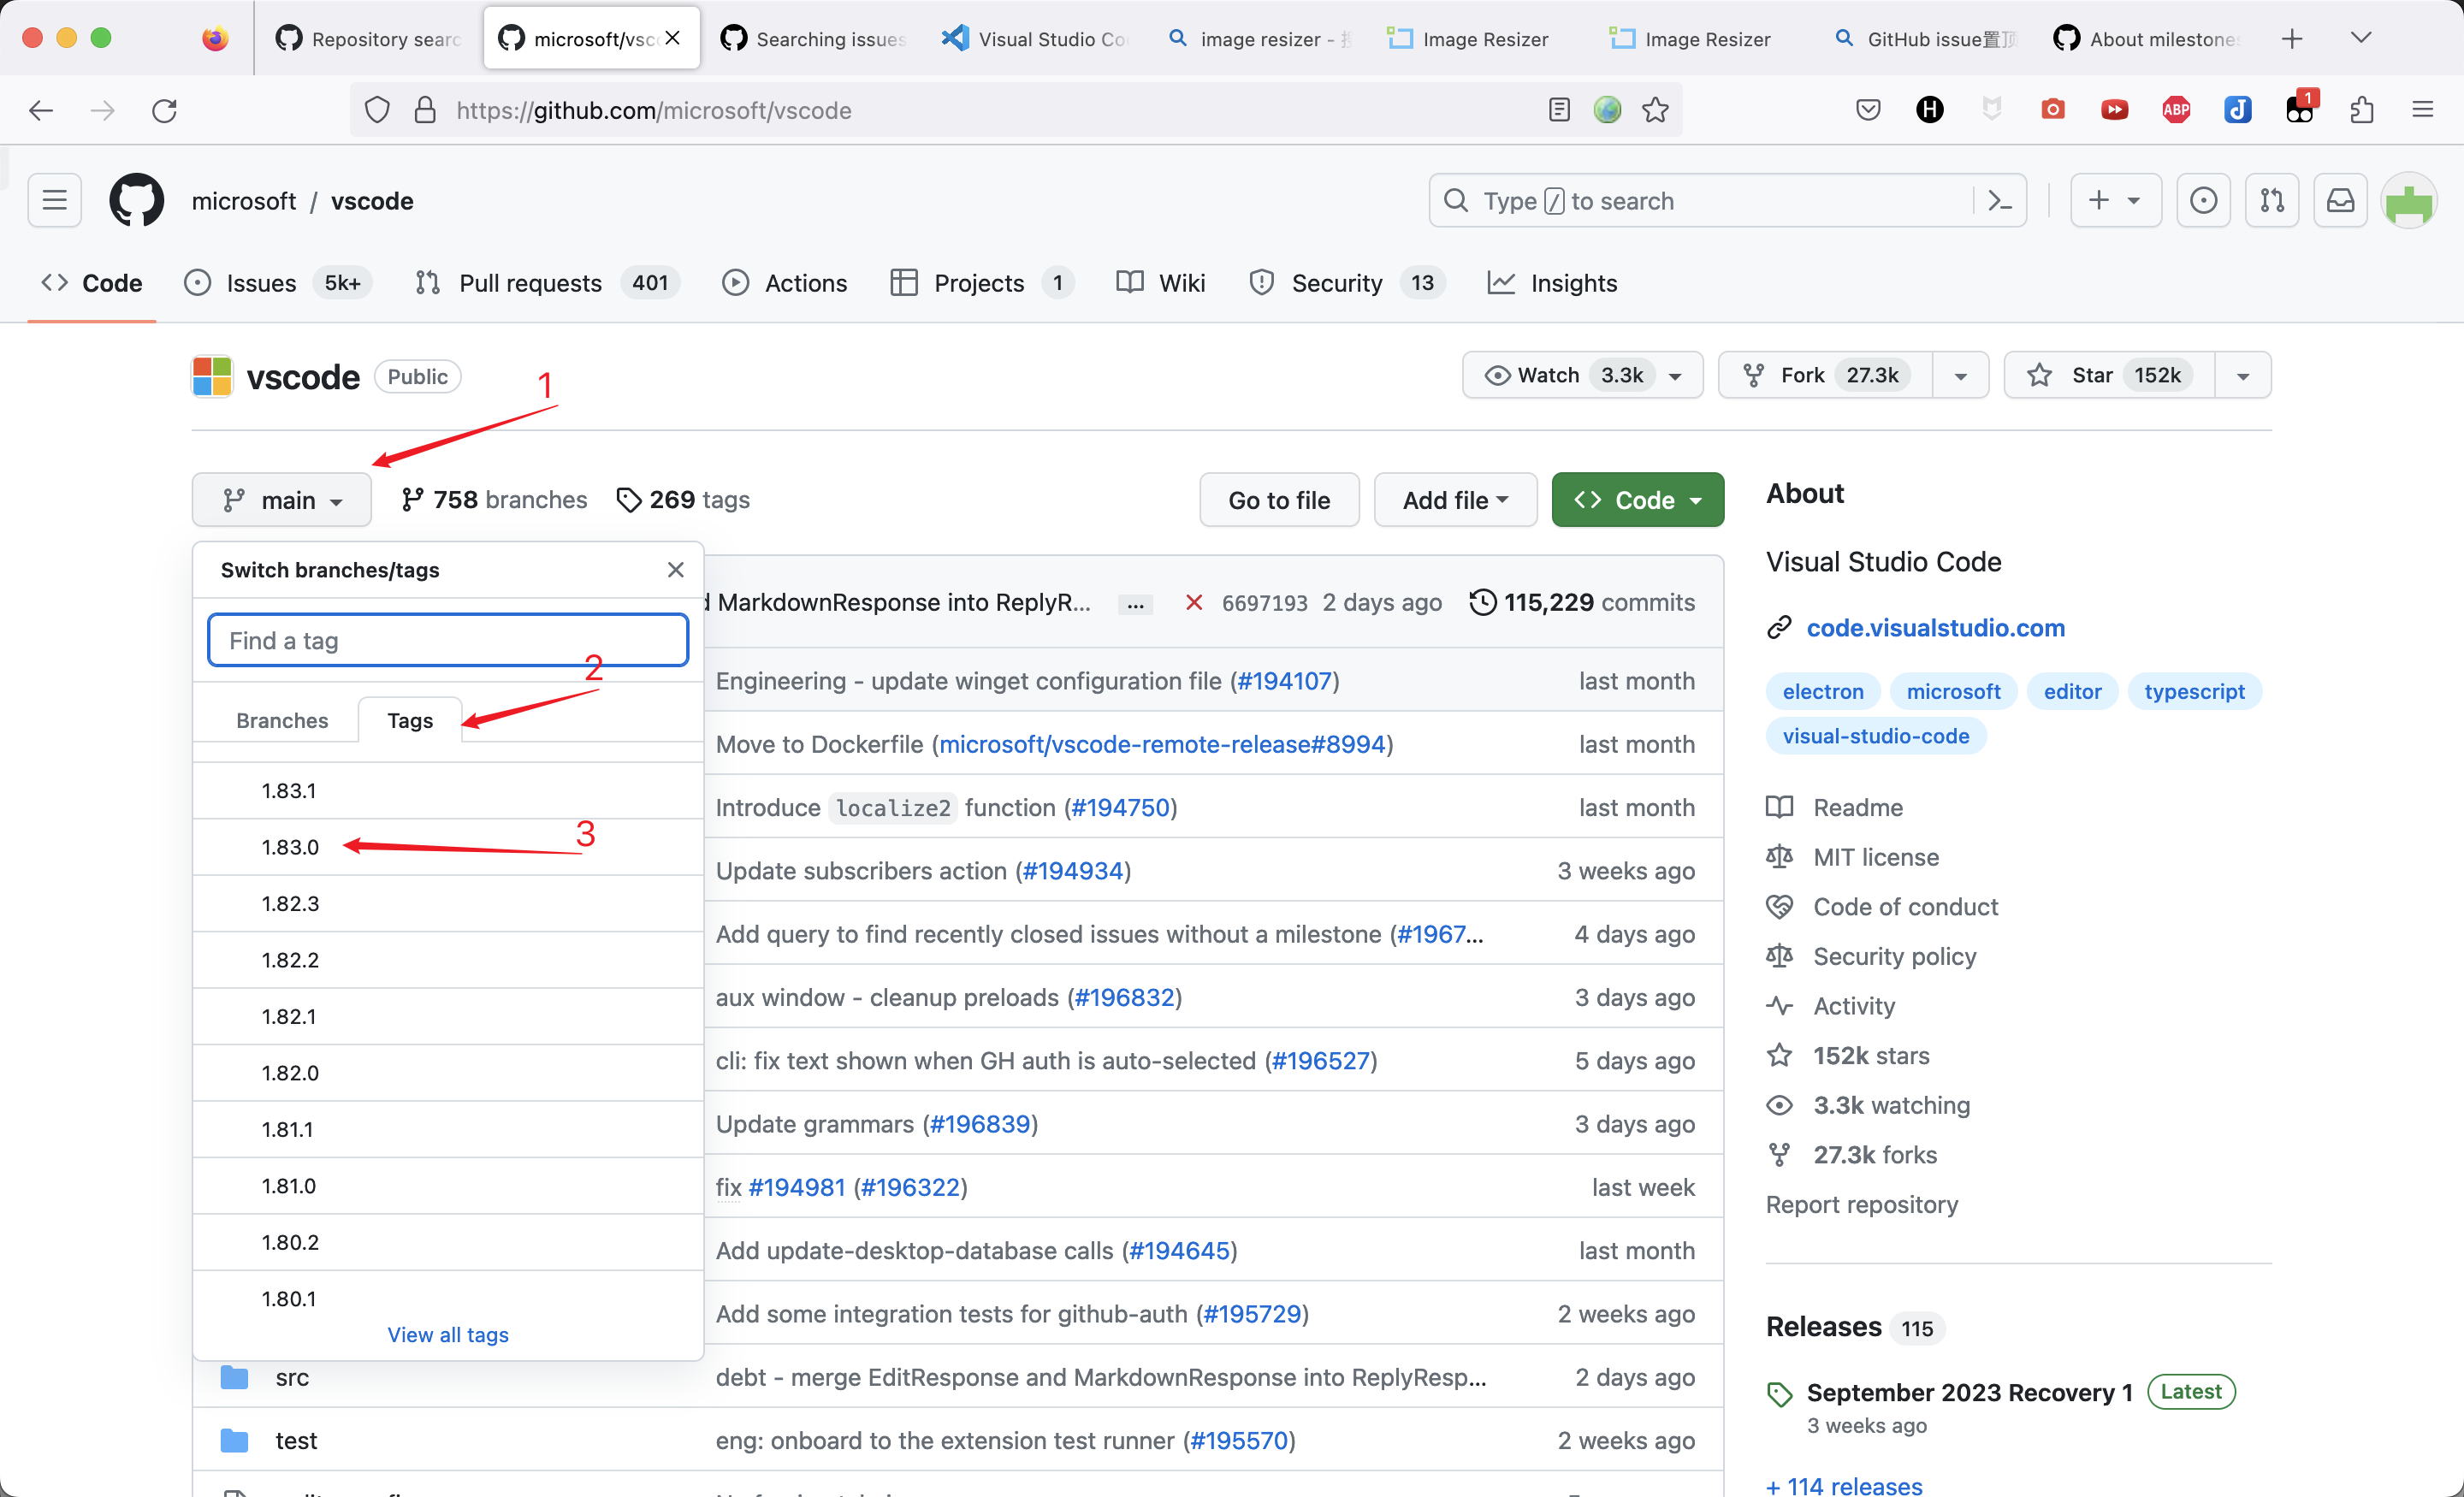 Repository searc
microsoft/vsc
Searching issues
Visual Studio Co
image resizer -
Image Resizer
Image Resizer
GitHub issue置顶
About milestones
https://github.com/microsoft/vscode
H
ABP
1
microsoft / vscode
Type / to search
Code
Issues 5k+
Pull requests 401
Actions
Projects 1
Wiki
Security 13
Insights
vscode Public
1
Watch 3.3k
Fork 27.3k
Star 152k
main
758 branches
269 tags
Go to file
Add file
Code
Switch branches/tags
Find a tag
2
Branches
Tags
1.83.1
1.83.0
3
1.82.3
1.82.2
1.82.1
1.82.0
1.81.1
1.81.0
1.80.2
1.80.1
View all tags
MarkdownResponse into ReplyR... ... 6697193 2 days ago 115,229 commits
Engineering - update winget configuration file (#194107) last month
Move to Dockerfile (microsoft/vscode-remote-release#8994) last month
Introduce localize2 function (#194750) last month
Update subscribers action (#194934) 3 weeks ago
Add query to find recently closed issues without a milestone (#1967... 4 days ago
aux window - cleanup preloads (#196832) 3 days ago
cli: fix text shown when GH auth is auto-selected (#196527) 5 days ago
Update grammars (#196839) 3 days ago
fix #194981 (#196322) last week
Add update-desktop-database calls (#194645) last month
Add some integration tests for github-auth (#195729) 2 weeks ago
src debt - merge EditResponse and MarkdownResponse into ReplyResp... 2 days ago
test eng: onboard to the extension test runner (#195570) 2 weeks ago
About
Visual Studio Code
code.visualstudio.com
electron microsoft editor typescript
visual-studio-code
Readme
MIT license
Code of conduct
Security policy
Activity
152k stars
3.3k watching
27.3k forks
Report repository
Releases 115
September 2023 Recovery 1 Latest
3 weeks ago
+ 114 releases